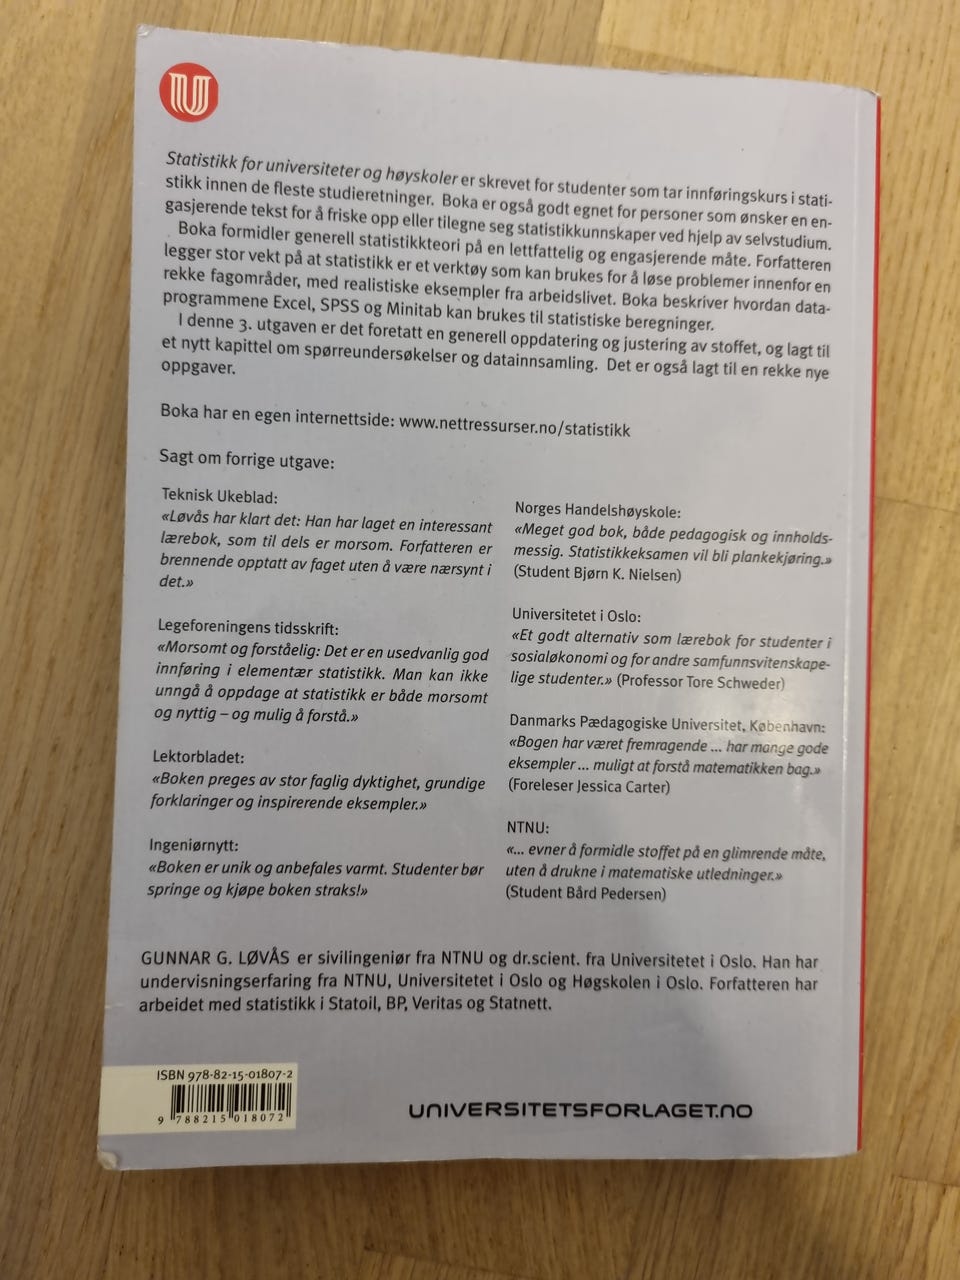 Statistikk for universiteter og høyskoler er skrevet for studenter som tar innføringskurs i stati-
stikk innen de fleste studieretninger. Boka er også godt egnet for personer som ønsker en en-
gasjerende tekst for å friske opp eller tilegne seg statistikkunnskaper ved hjelp av selvstudium.
Boka formidler generell statistikkteori på en lettfattelig og engasjerende måte. Forfatteren
legger stor vekt på at statistikk er et verktøy som kan brukes for å løse problemer innenfor en
rekke fagområder, med realistiske eksempler fra arbeidslivet. Boka beskriver hvordan data-
programmene Excel, SPSS og Minitab kan brukes til statistiske beregninger.
I denne 3. utgaven er det foretatt en generell oppdatering og justering av stoffet, og lagt til
et nytt kapittel om spørreundersøkelser og datainnsamling. Det er også lagt til en rekke nye
oppgaver.
Boka har en egen internettside: www.nettressurser.no/statistikk
Sagt om forrige utgave:
Teknisk Ukeblad:
«Løvås har klart det: Han har laget en interessant
lærebok, som til dels er morsom. Forfatteren er
brennende opptatt av faget uten å være nærsynt i
det.»
Legeforeningens tidsskrift:
«Morsomt og forståelig: Det er en usedvanlig god
innføring i elementær statistikk. Man kan ikke
unngå å oppdage at statistikk er både morsomt
og nyttig – og mulig å forstå.»
Lektorbladet:
«Boken preges av stor faglig dyktighet, grundige
forklaringer og inspirerende eksempler.»
Ingeniørnytt:
«Boken er unik og anbefales varmt. Studenter bør
springe og kjøpe boken straks!»
Norges Handelshøyskole:
«Meget god bok, både pedagogisk og innholds-
messig. Statistikkeksamen vil bli plankekjøring.»
(Student Bjørn K. Nielsen)
Universitetet i Oslo:
«Et godt alternativ som lærebok for studenter i
sosialøkonomi og for andre samfunnsvitenskape-
lige studenter.» (Professor Tore Schweder)
Danmarks Pædagogiske Universitet, København:
«Bogen har været fremragende ... har mange gode
eksempler ... muligt at forstå matematikken bag.»
(Foreleser Jessica Carter)
NTNU:
«... evner å formidle stoffet på en glimrende måte,
uten å drukne i matematiske utledninger.»
(Student Bård Pedersen)
GUNNAR G. LØVÅS er sivilingeniør fra NTNU og dr.scient. fra Universitetet i Oslo. Han har
undervisningserfaring fra NTNU, Universitetet i Oslo og Høgskolen i Oslo. Forfatteren har
arbeidet med statistikk i Statoil, BP, Veritas og Statnett.
ISBN 978-82-15-01807-2
9 788215 018072
UNIVERSITETSFORLAGET.NO